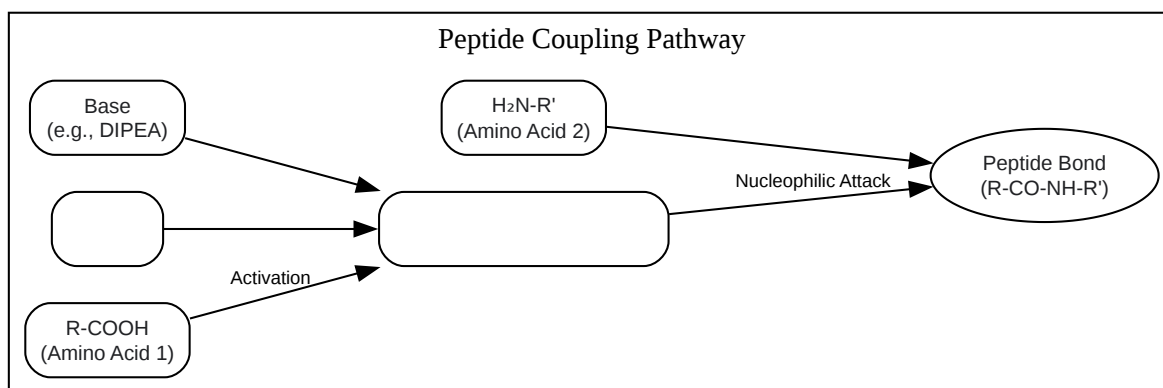 Peptide Coupling Pathway
Base
(e.g., DIPEA)
H₂N-R'
(Amino Acid 2)
Peptide Bond
(R-CO-NH-R')
Nucleophilic Attack
Activation
R-COOH
(Amino Acid 1)